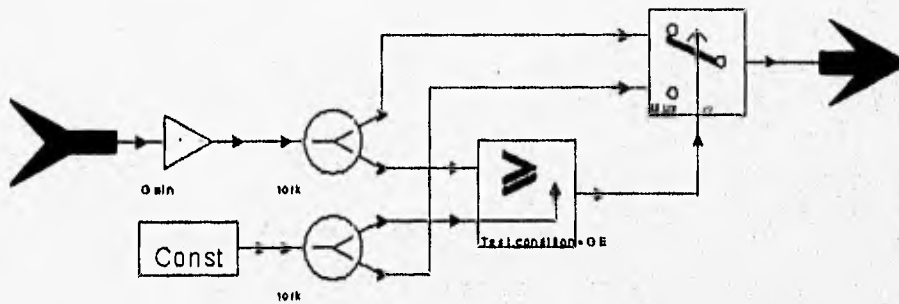 Gain
fork
Const
fork
Test condition = GE